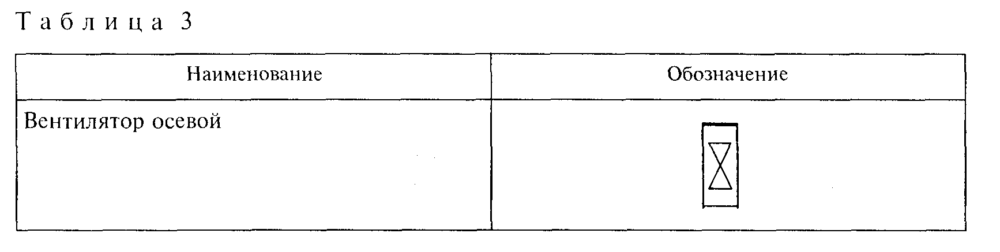 Таблица 3
Наименование Обозначение
Вентилятор осевой